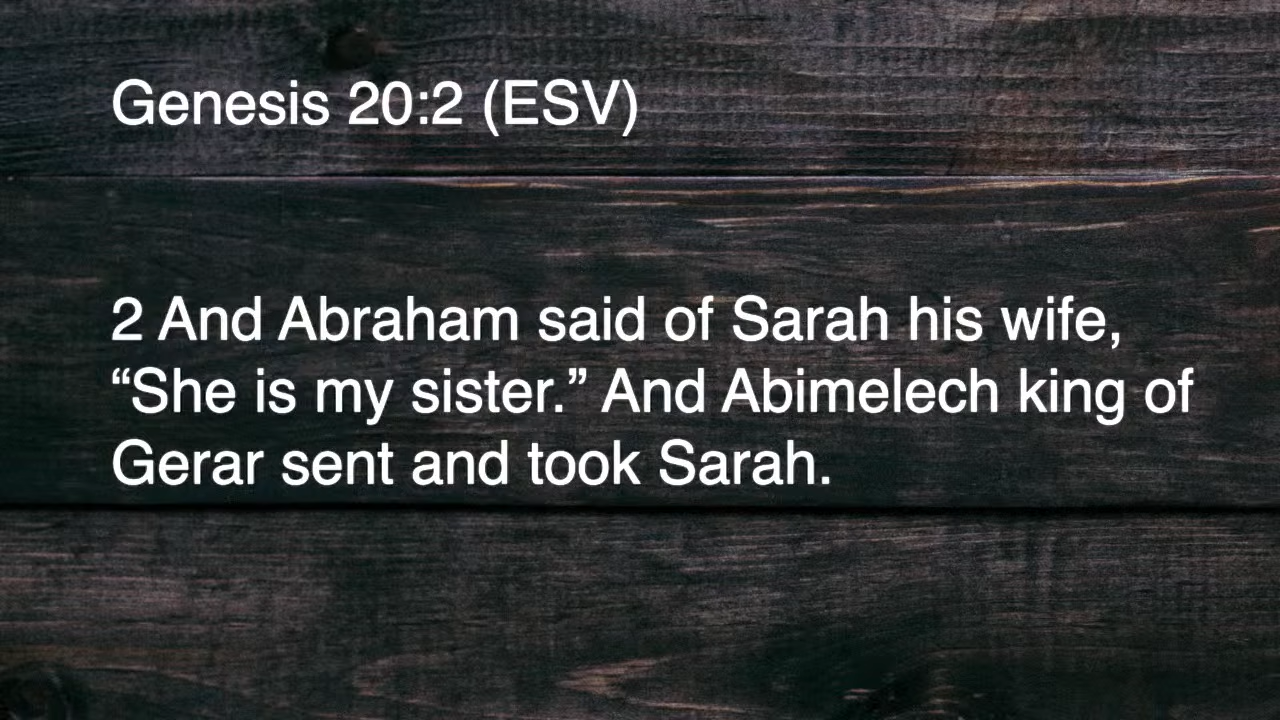 Genesis 20:2 (ESV)
2 And Abraham said of Sarah his wife,
“She is my sister.” And Abimelech king of
Gerar sent and took Sarah.